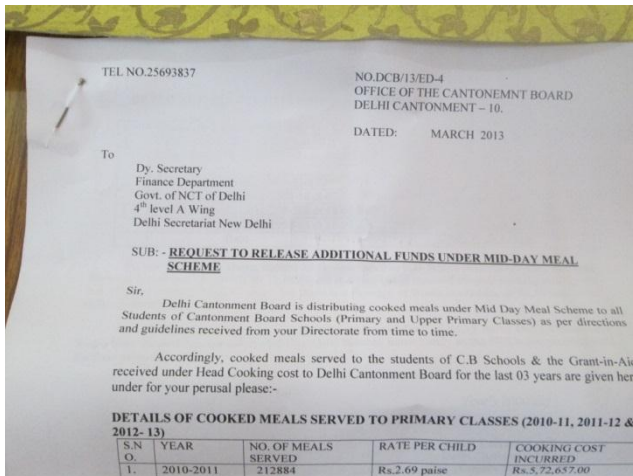 TEL NO.25693837
NO.DCB/13/ED-4
OFFICE OF THE CANTONEMNT BOARD
DELHI CANTONMENT – 10.
DATED: MARCH 2013
To
Dy. Secretary
Finance Department
Govt. of NCT of Delhi
4th level A Wing
Delhi Secretariat New Delhi
SUB: - REQUEST TO RELEASE ADDITIONAL FUNDS UNDER MID-DAY MEAL
SCHEME
Sir,
Delhi Cantonment Board is distributing cooked meals under Mid Day Meal Scheme to all
Students of Cantonment Board Schools (Primary and Upper Primary Classes) as per directions
and guidelines received from your Directorate from time to time.
Accordingly, cooked meals served to the students of C.B Schools & the Grant-in-Aid
received under Head Cooking cost to Delhi Cantonment Board for the last 03 years are given her
under for your perusal please:-
DETAILS OF COOKED MEALS SERVED TO PRIMARY CLASSES (2010-11, 2011-12 &
2012- 13)
S.N YEAR NO. OF MEALS RATE PER CHILD COOKING COST
O. SERVED INCURRED
1. 2010-2011 212884 Rs.2.69 paise Rs.5,72,657.00